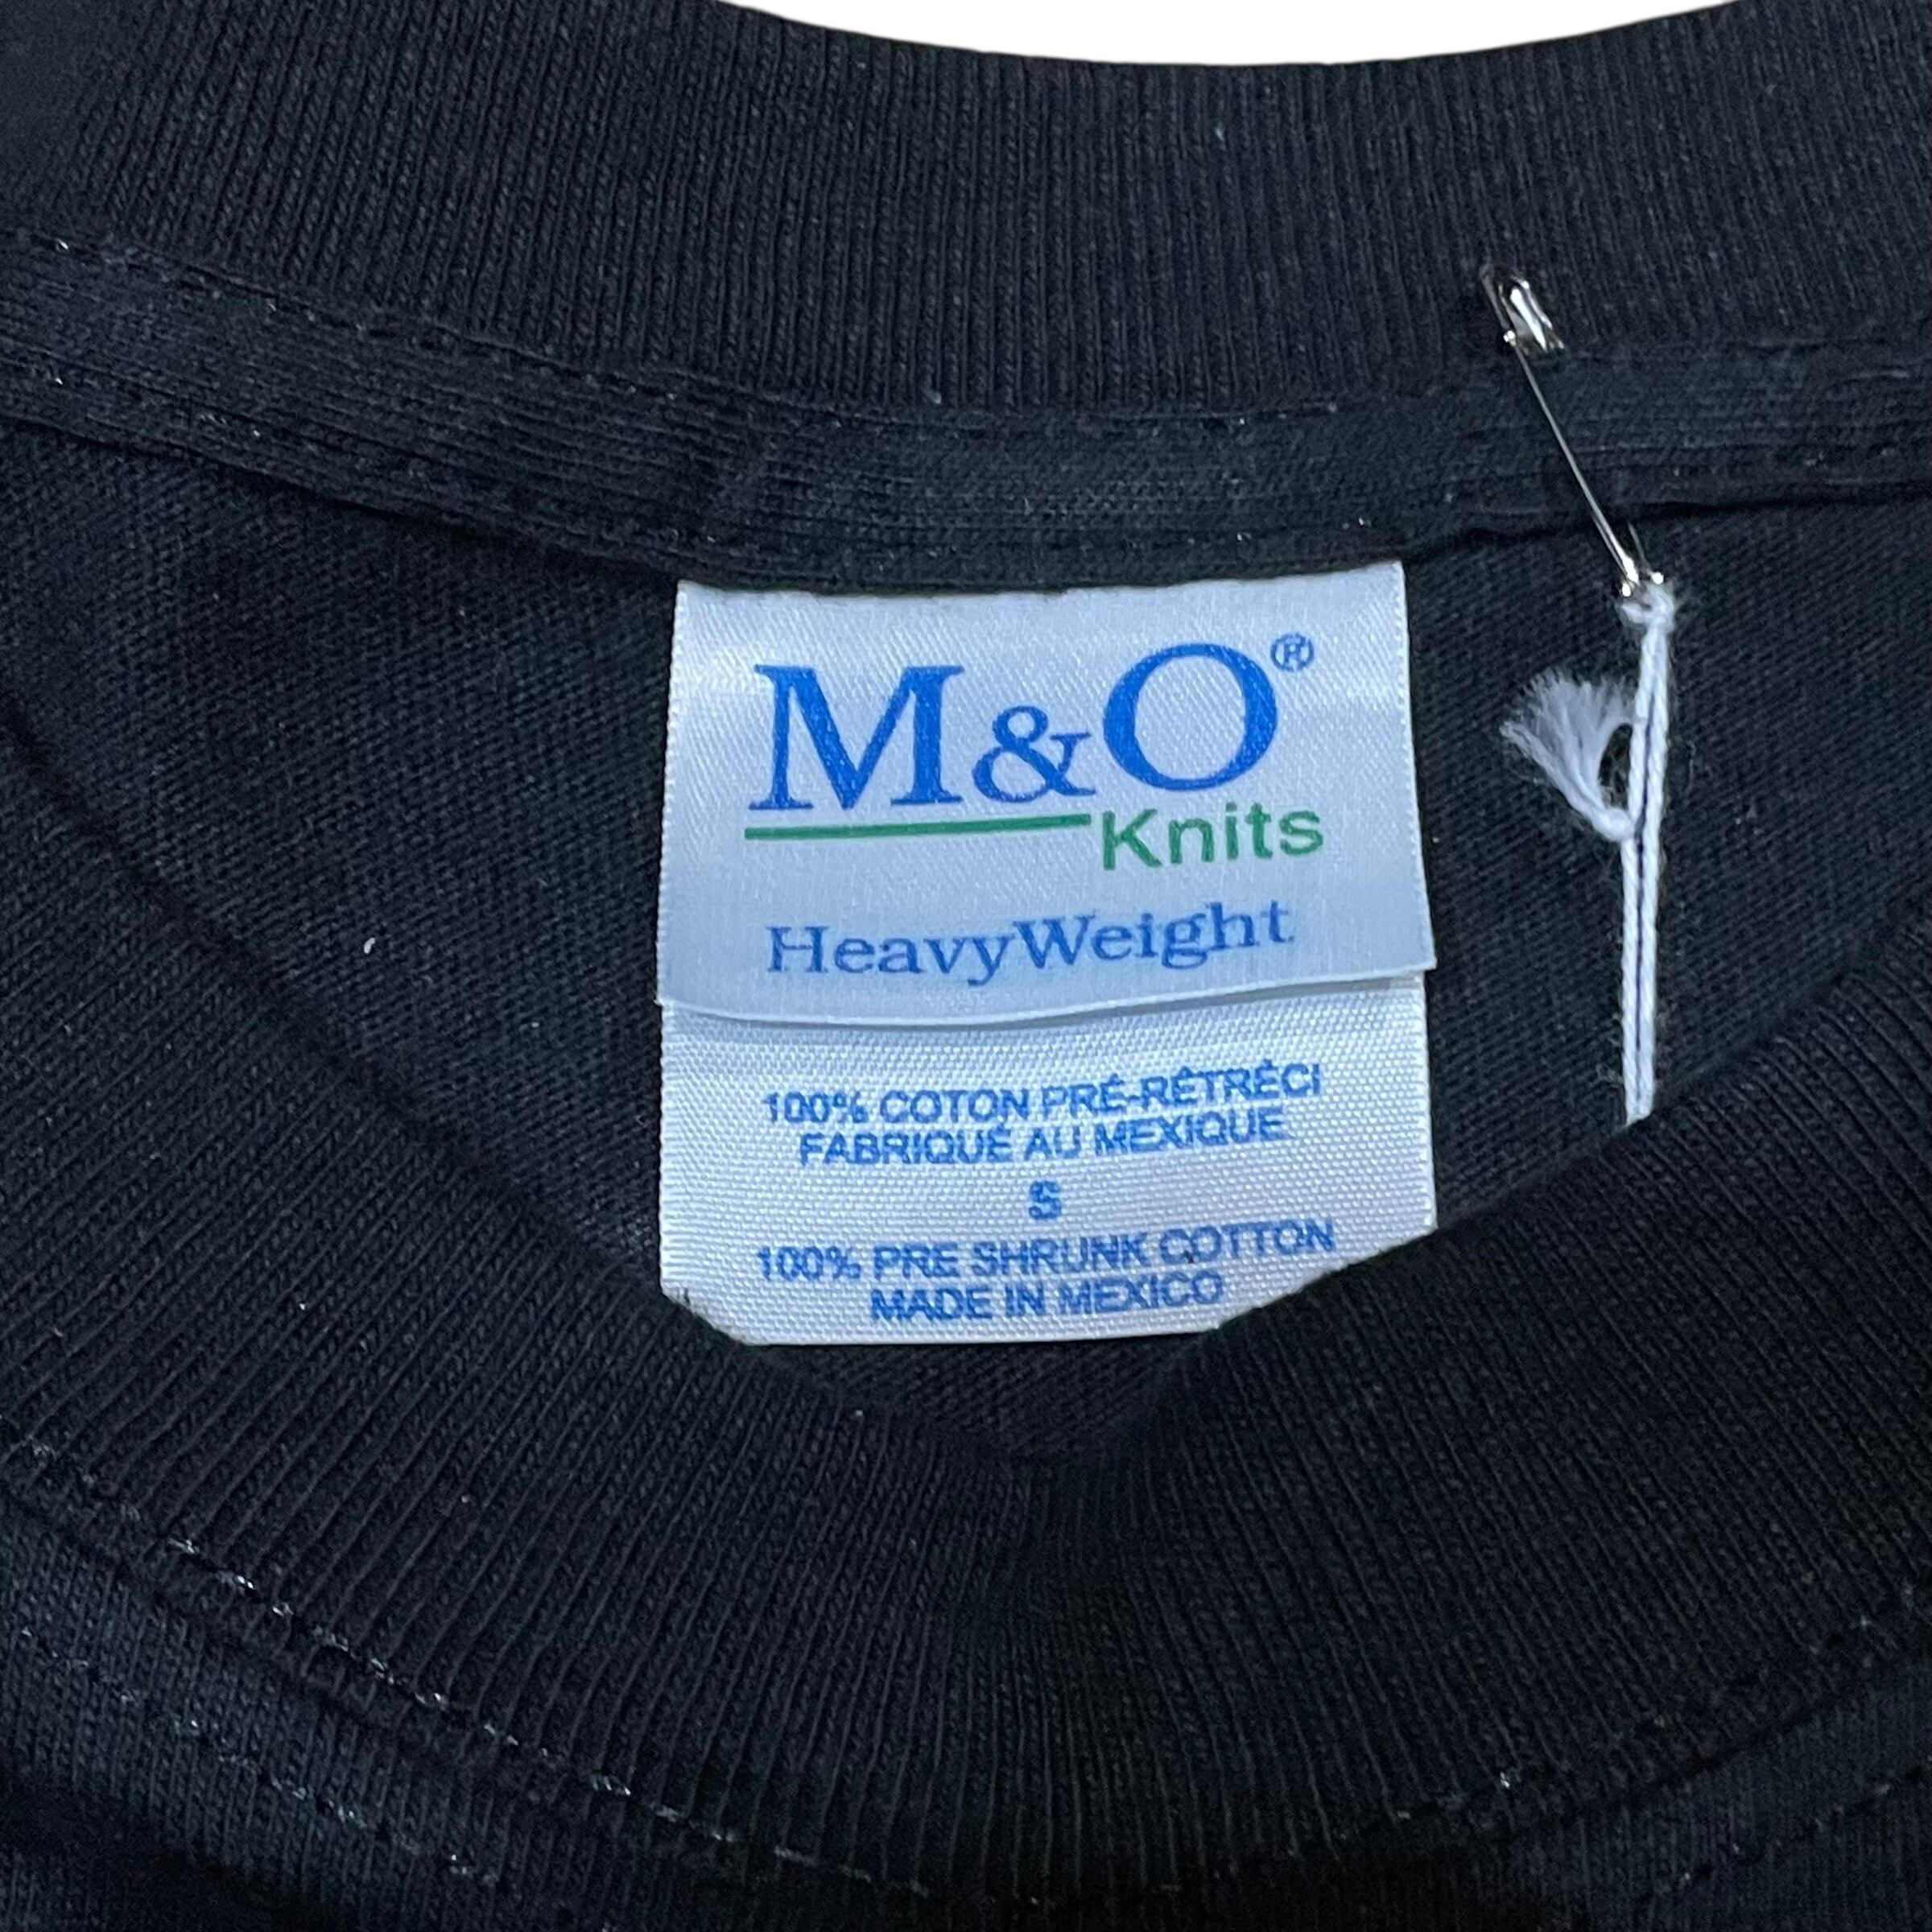 M&O®
Knits
HeavyWeight
100% COTON PRÉ-RÉTRÉCI
FABRIQUÉ AU MEXIQUE
S
100% PRE SHRUNK COTTON
MADE IN MEXICO